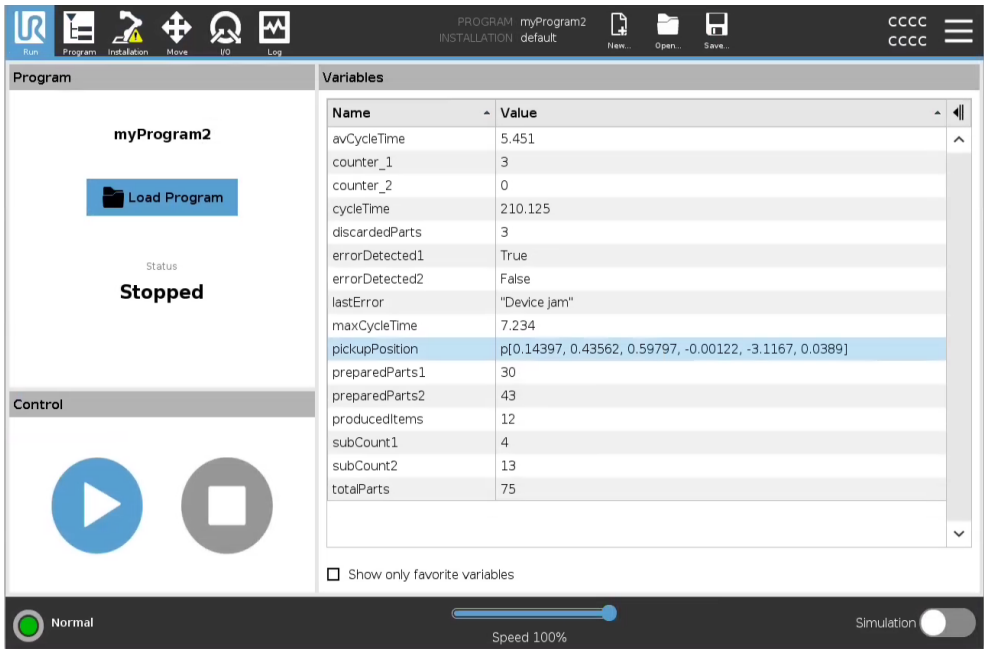 UR
Run
Program
Installation
Move
I/O
Log
PROGRAM myProgram2
INSTALLATION default
New...
Open...
Save...
CCCC
CCCC
Program
myProgram2
Load Program
Status
Stopped
Control
Variables
Name Value
avCycleTime 5.451
counter_1 3
counter_2 0
cycleTime 210.125
discardedParts 3
errorDetected1 True
errorDetected2 False
lastError "Device jam"
maxCycleTime 7.234
pickupPosition p[0.14397, 0.43562, 0.59797, -0.00122, -3.1167, 0.0389]
preparedParts1 30
preparedParts2 43
producedItems 12
subCount1 4
subCount2 13
totalParts 75
Show only favorite variables
Normal
Speed 100%
Simulation